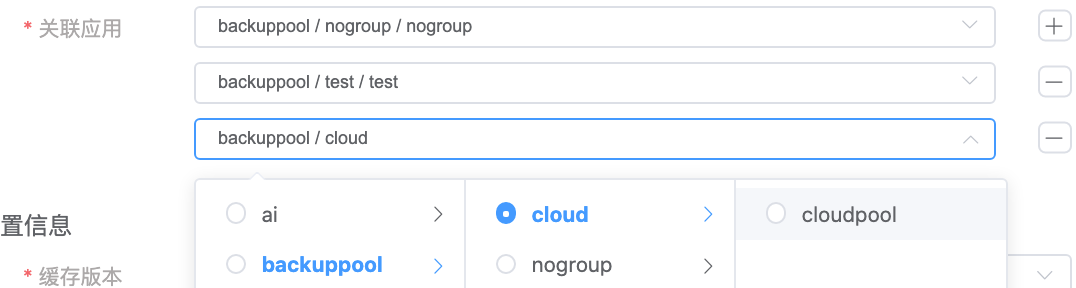 * 关联应用
backuppool / nogroup / nogroup
backuppool / test / test
backuppool / cloud
ai
cloud
cloudpool
置信息
backuppool
nogroup
* 缓存版本